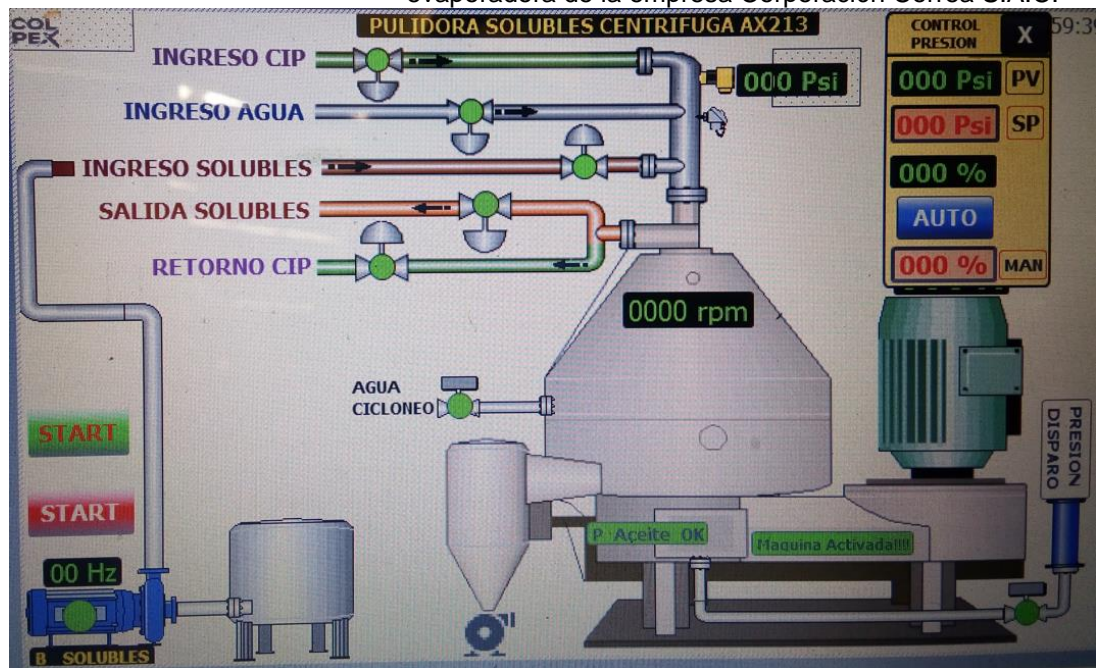 evaporadora de la empresa Corporación Correa S.A.S.
COL
PEX
PULIDORA SOLUBLES CENTRIFUGA AX213
CONTROL
PRESION
X
59:39
INGRESO CIP
000 Psi
000 Psi
PV
INGRESO AGUA
000 Psi
SP
INGRESO SOLUBLES
000 %
SALIDA SOLUBLES
AUTO
RETORNO CIP
000 %
MAN
0000 rpm
AGUA
CICLONEO
PRESION
DISPARO
START
START
P Aceite OK
Maquina Activada!!!!
00 Hz
B SOLUBLES